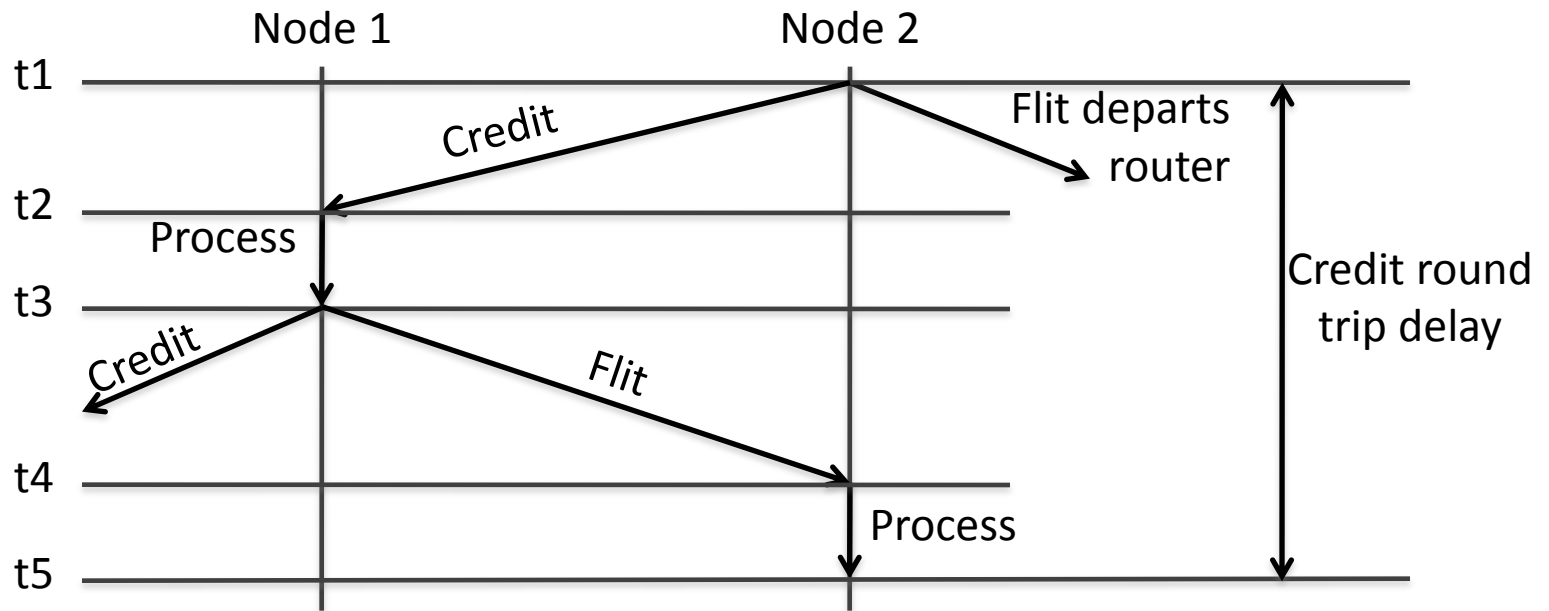 Node 1
Node 2
t1
Credit
Flit departs
router
t2
Process
t3
Credit round
trip delay
Credit
Flit
t4
Process
t5